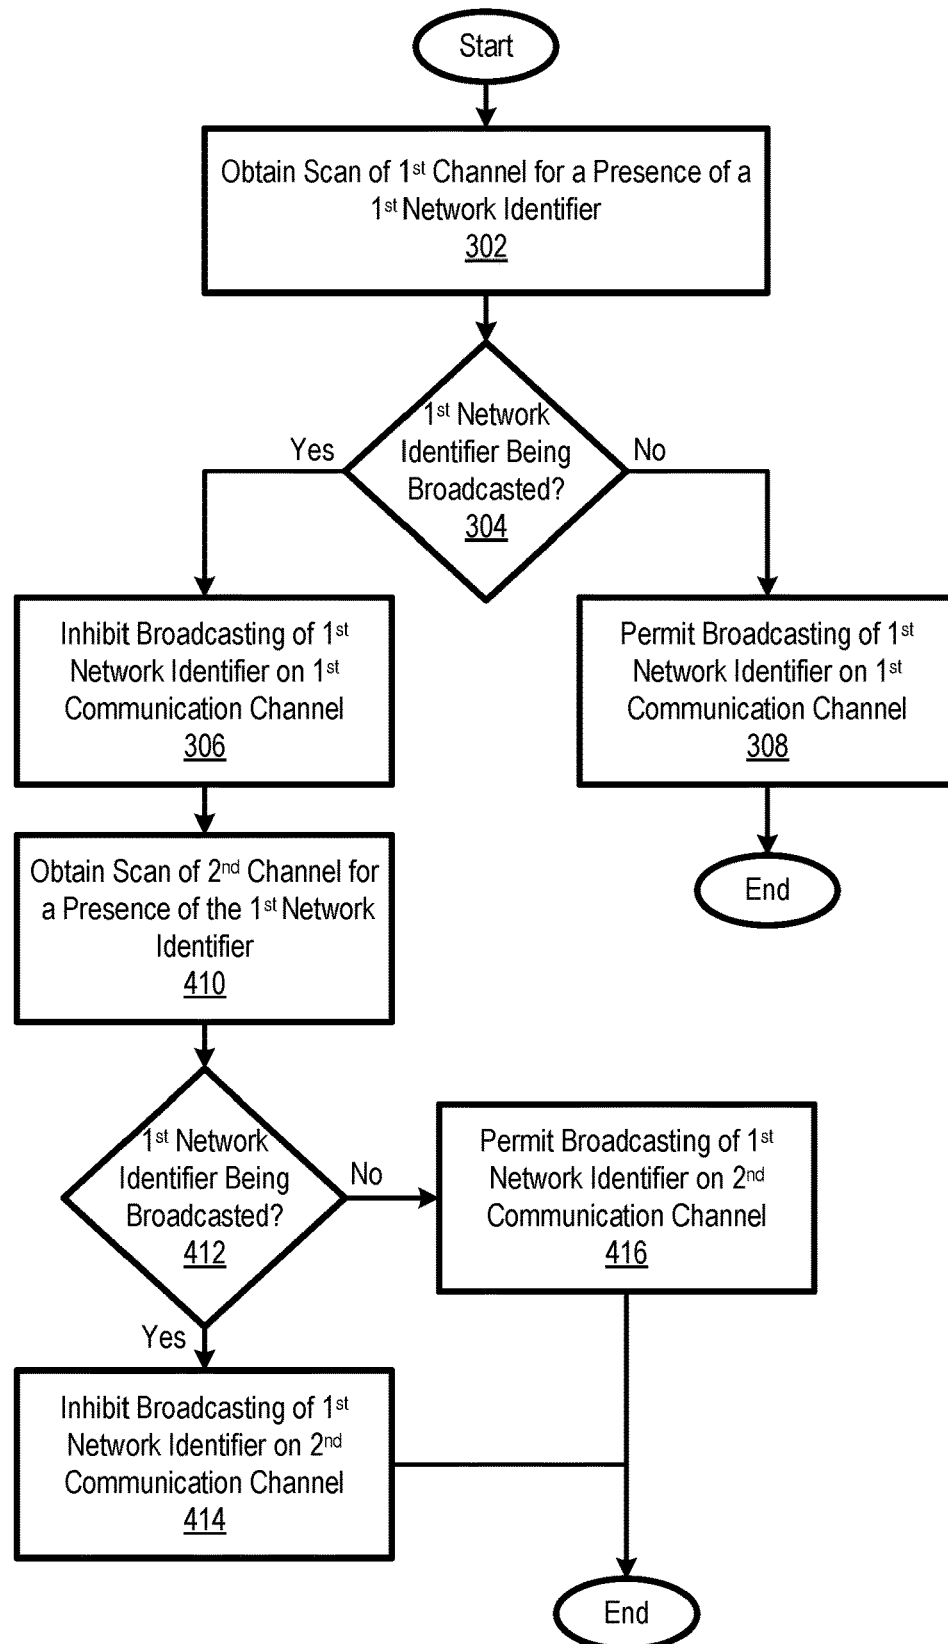 Start
Obtain Scan of 1st Channel for a Presence of a
1st Network Identifier
302
1st Network
Identifier Being
Broadcasted?
304
Yes
No
Inhibit Broadcasting of 1st
Network Identifier on 1st
Communication Channel
306
Permit Broadcasting of 1st
Network Identifier on 1st
Communication Channel
308
Obtain Scan of 2nd Channel for
a Presence of the 1st Network
Identifier
410
End
1st Network
Identifier Being
Broadcasted?
412
No
Yes
Permit Broadcasting of 1st
Network Identifier on 2nd
Communication Channel
416
Inhibit Broadcasting of 1st
Network Identifier on 2nd
Communication Channel
414
End